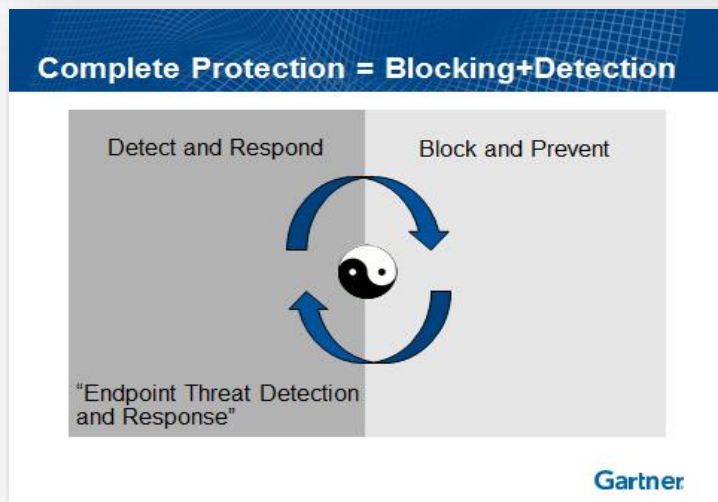 Complete Protection = Blocking+Detection
Detect and Respond
Block and Prevent
“Endpoint Threat Detection
and Response”
Gartner